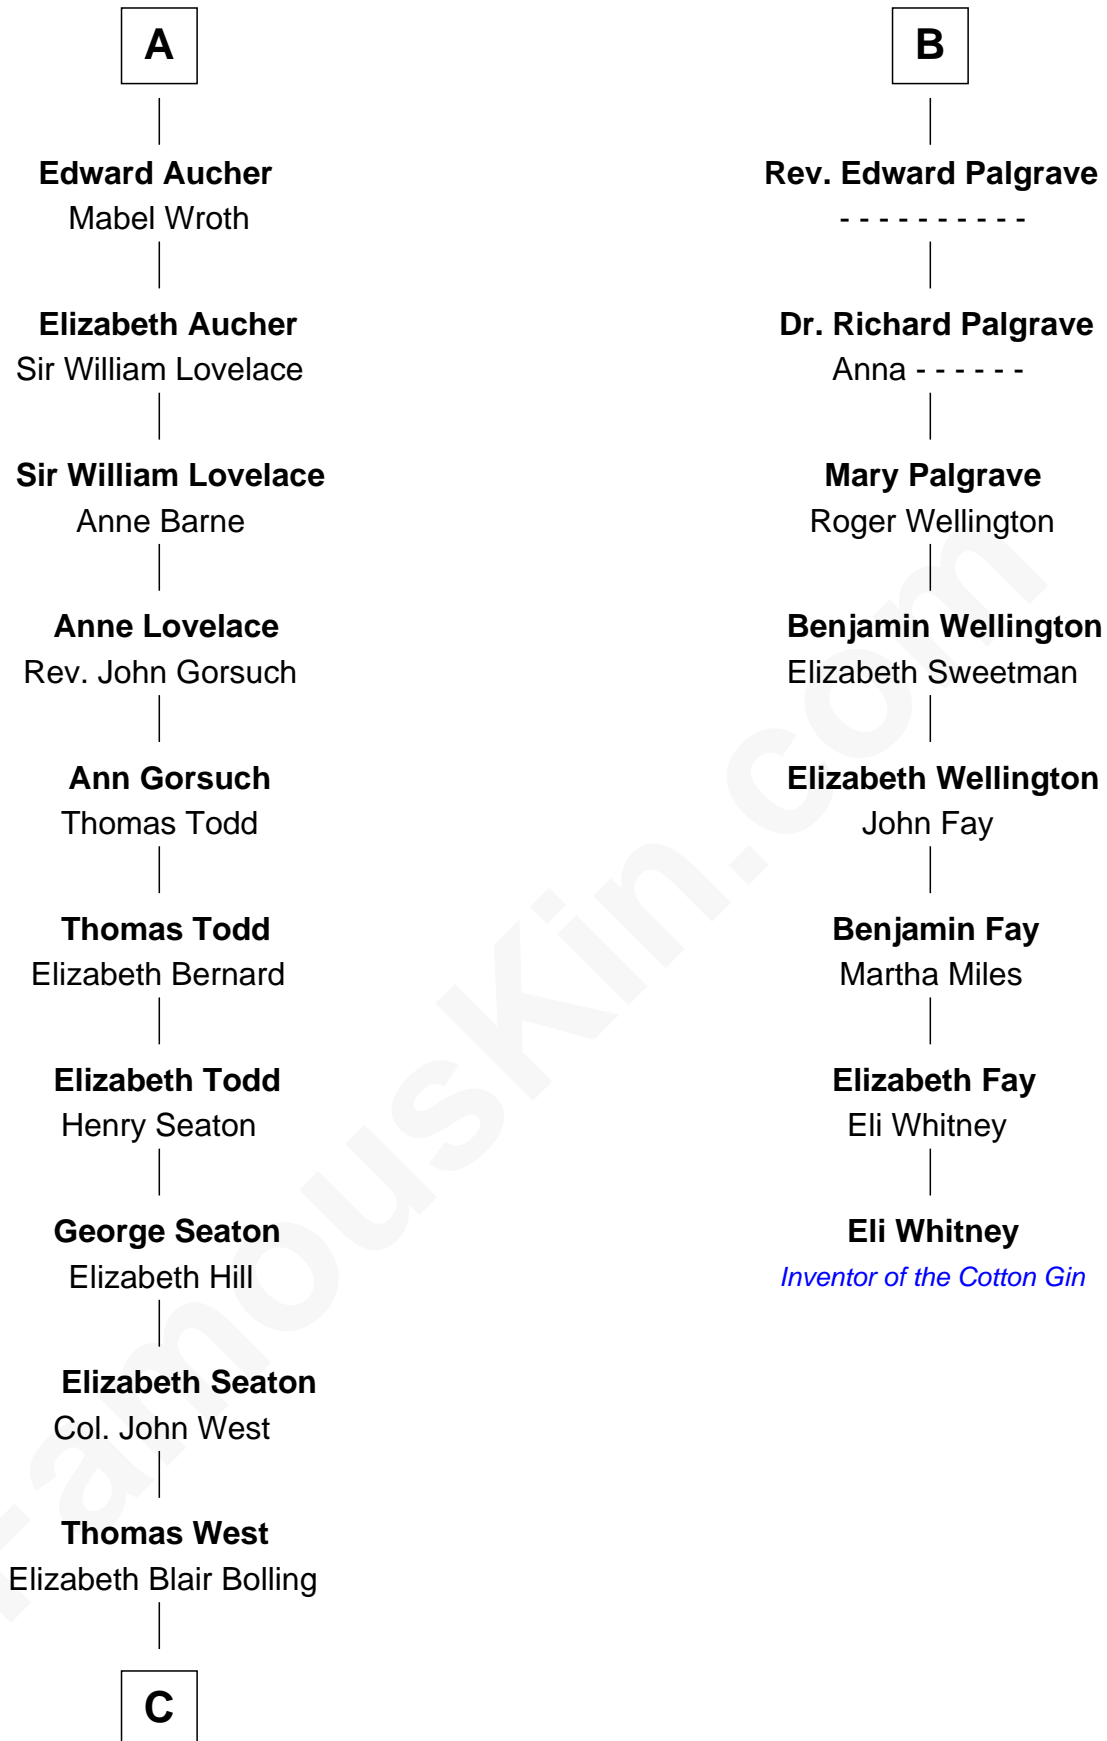 A
Edward Aucher
Mabel Wroth
Elizabeth Aucher
Sir William Lovelace
Sir William Lovelace
Anne Barne
Anne Lovelace
Rev. John Gorsuch
Ann Gorsuch
Thomas Todd
Thomas Todd
Elizabeth Bernard
Elizabeth Todd
Henry Seaton
George Seaton
Elizabeth Hill
Elizabeth Seaton
Col. John West
Thomas West
Elizabeth Blair Bolling
C
B
Rev. Edward Palgrave
- - - - - - - - - -
Dr. Richard Palgrave
Anna - - - - - -
Mary Palgrave
Roger Wellington
Benjamin Wellington
Elizabeth Sweetman
Elizabeth Wellington
John Fay
Benjamin Fay
Martha Miles
Elizabeth Fay
Eli Whitney
Eli Whitney
Inventor of the Cotton Gin
FamousKin.com